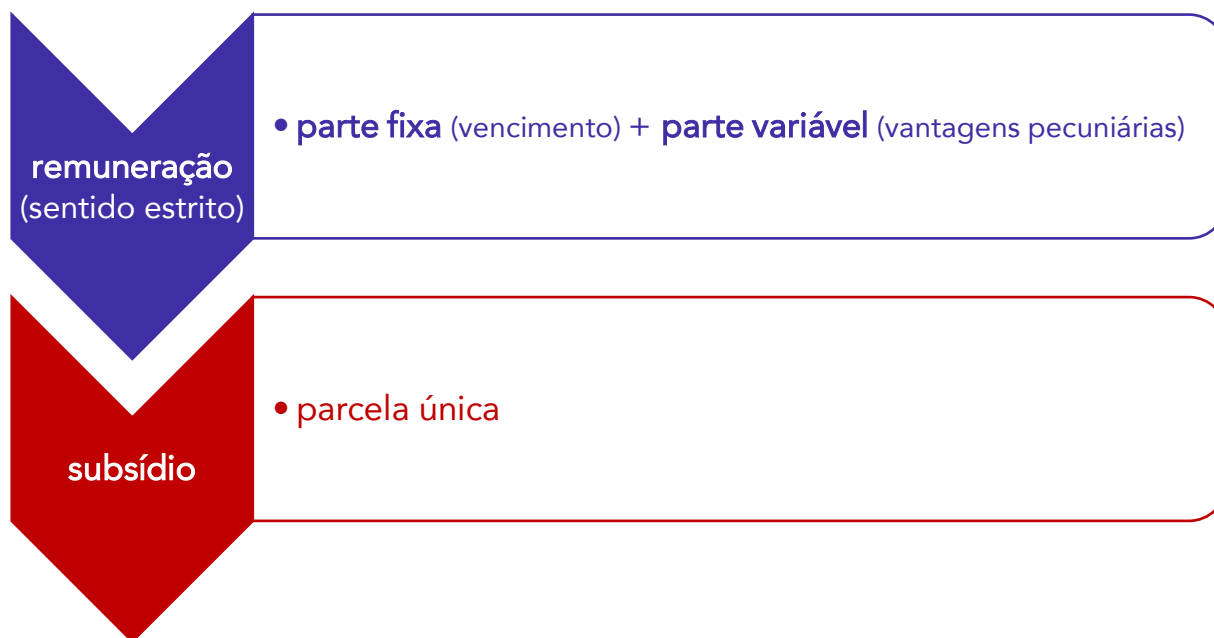 remuneração
(sentido estrito)
• parte fixa (vencimento) + parte variável (vantagens pecuniárias)
subsídio
• parcela única